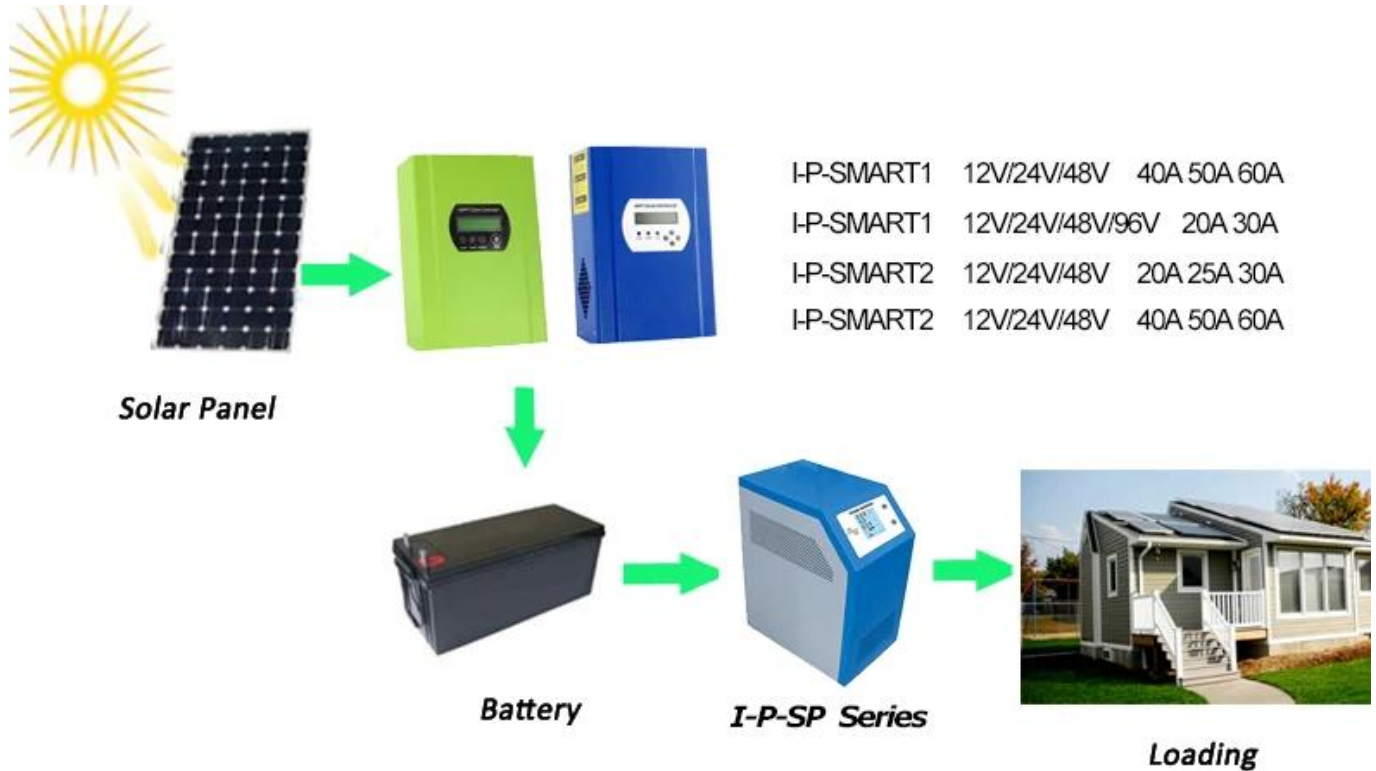 I-P-SMART1 12V/24V/48V 40A 50A 60A
I-P-SMART1 12V/24V/48V/96V 20A 30A
I-P-SMART2 12V/24V/48V 20A 25A 30A
I-P-SMART2 12V/24V/48V 40A 50A 60A
Solar Panel
Battery
I-P-SP Series
Loading